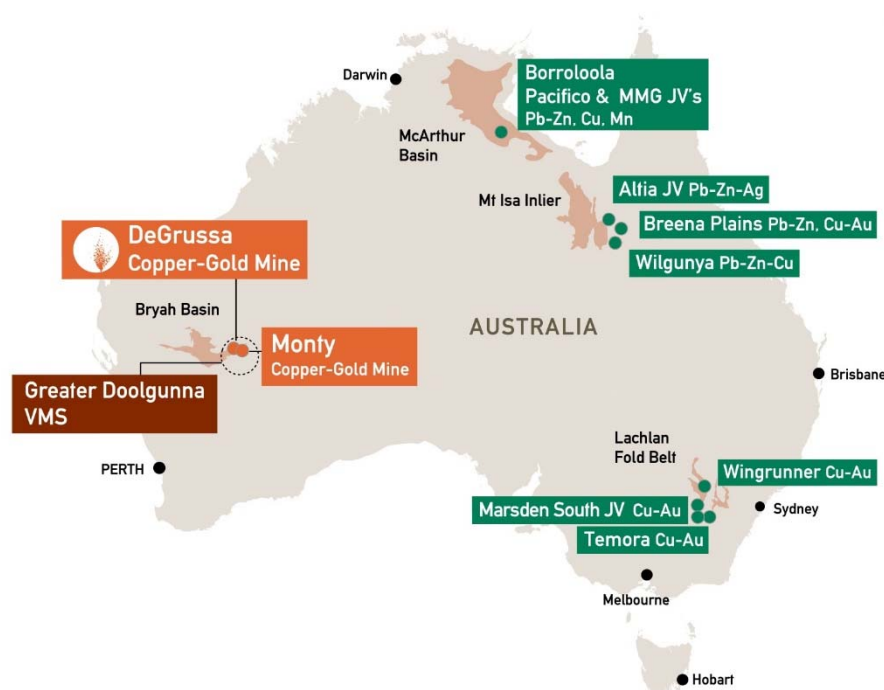 Darwin
Borroloola
Pacifico & MMG JV's
Pb-Zn, Cu, Mn
McArthur
Basin
Mt Isa Inlier
Altia JV Pb-Zn-Ag
Breena Plains Pb-Zn, Cu-Au
Wilgunya Pb-Zn-Cu
DeGrussa
Copper-Gold Mine
Bryah Basin
AUSTRALIA
Monty
Copper-Gold Mine
Greater Doolgunna
VMS
Brisbane
PERTH
Lachlan
Fold Belt
Wingrunner Cu-Au
Marsden South JV Cu-Au
Sydney
Temora Cu-Au
Melbourne
Hobart